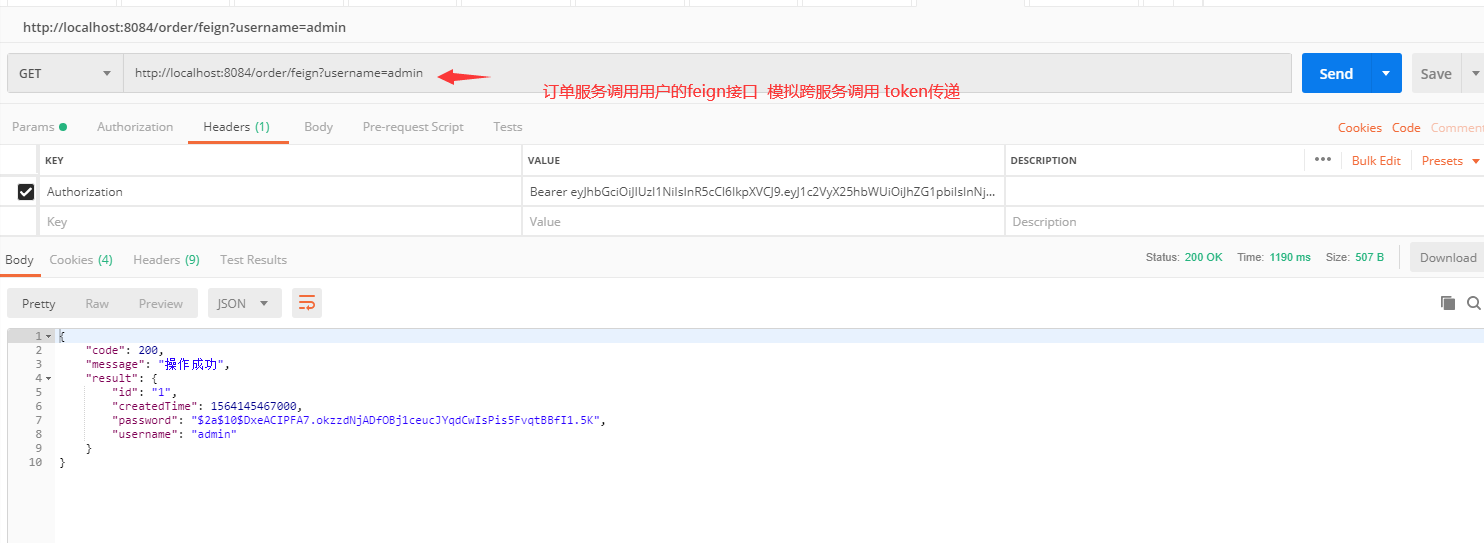 http://localhost:8084/order/feign?username=admin
GET http://localhost:8084/order/feign?username=admin Send Save
订单服务调用用户的feign接口 模拟跨服务调用 token传递
Params Authorization Headers (1) Body Pre-request Script Tests Cookies Code Comment
KEY VALUE DESCRIPTION ••• Bulk Edit Presets
Authorization Bearer eyJhbGciOiJIUzI1NiIsInR5cCI6IkpXVCJ9.eyJ1c2VyX25hbWUiOiJhZG1pbiIsInNj...
Key Value Description
Body Cookies (4) Headers (9) Test Results Status: 200 OK Time: 1190 ms Size: 507 B Download
Pretty Raw Preview JSON
1 {
2 "code": 200,
3 "message": "操作成功",
4 "result": {
5 "id": "1",
6 "createdTime": 1564145467000,
7 "password": "$2a$10$DxeACIPFA7.okzzdNjADfOBj1ceucJYqdCwIsPis5FvqtBBfI1.5K",
8 "username": "admin"
9 }
10 }